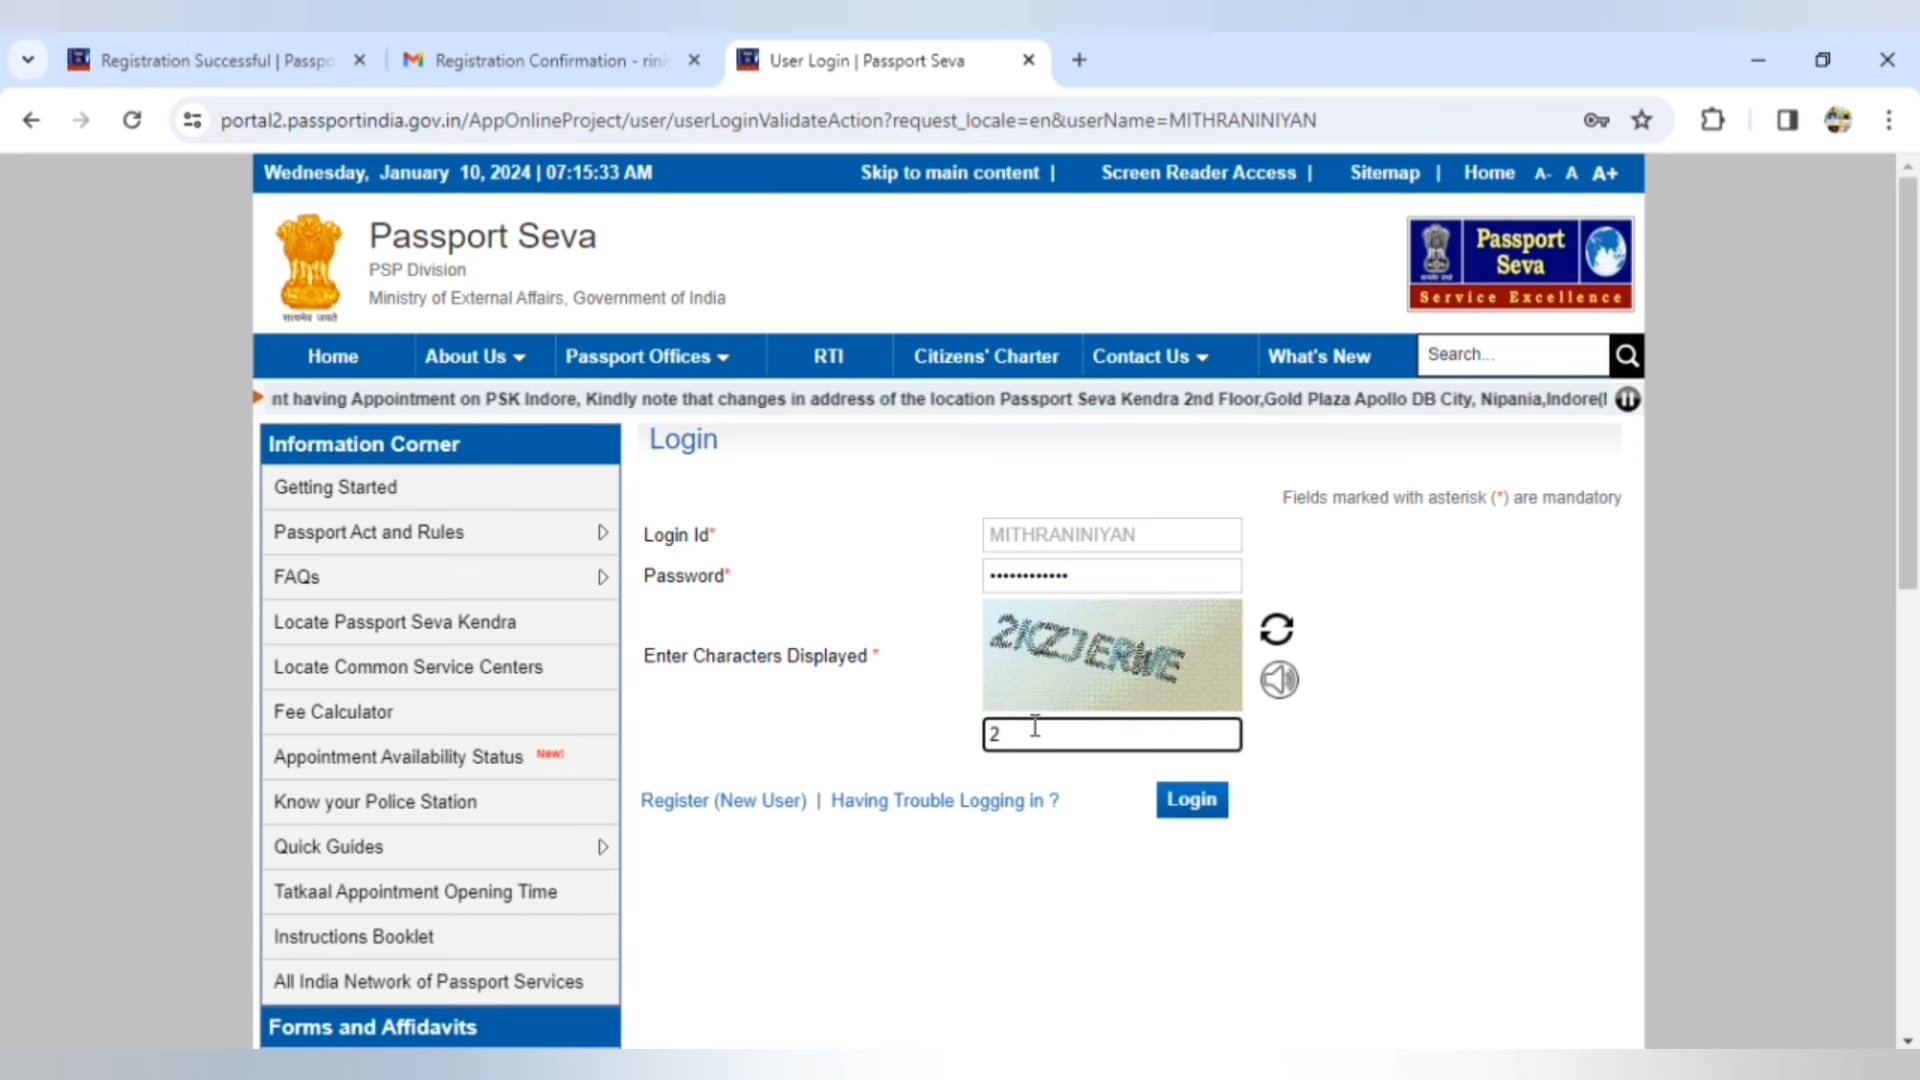 Registration Successful | Passpo
Registration Confirmation - rini
User Login | Passport Seva
portal2.passportindia.gov.in/AppOnlineProject/user/userLoginValidateAction?request_locale=en&userName=MITHRANINIYAN
Wednesday, January 10, 2024 | 07:15:33 AM
Skip to main content |
Screen Reader Access |
Sitemap |
Home
A- A A+
सत्यमेव जयते
Passport Seva
PSP Division
Ministry of External Affairs, Government of India
Passport
Seva
Service Excellence
Home
About Us
Passport Offices
RTI
Citizens' Charter
Contact Us
What's New
Search...
nt having Appointment on PSK Indore, Kindly note that changes in address of the location Passport Seva Kendra 2nd Floor,Gold Plaza Apollo DB City, Nipania,Indore(
Information Corner
Getting Started
Passport Act and Rules
FAQs
Locate Passport Seva Kendra
Locate Common Service Centers
Fee Calculator
Appointment Availability Status New!
Know your Police Station
Quick Guides
Tatkaal Appointment Opening Time
Instructions Booklet
All India Network of Passport Services
Forms and Affidavits
Login
Fields marked with asterisk (*) are mandatory
Login Id*
MITHRANINIYAN
Password*
••••••••••••
Enter Characters Displayed *
2
Register (New User) | Having Trouble Logging in ?
Login